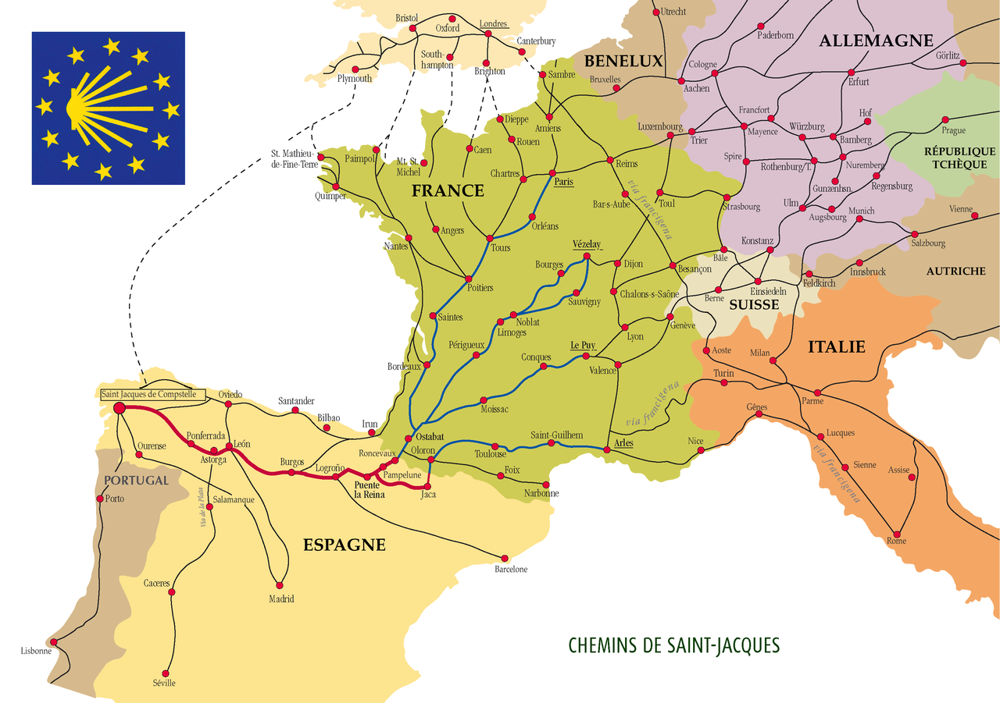 Utrecht
Bristol
Oxford
Londres
Paderborn
ALLEMAGNE
Canterbury
South-
hampton
BENELUX
Cologne
Görlitz
Plymouth
Brighton
Sambre
Bruxelles
Aachen
Erfurt
Francfort
Hof
Dieppe
Amiens
Luxembourg
Mayence
Würzburg
Prague
Trier
Bamberg
Rouen
St. Mathieu-
de-Fine-Terre
Paimpol
Mt. St.
Michel
Caen
RÉPUBLIQUE
TCHÈQUE
Chartres
Reims
Spire
Rothenburg/T.
Nuremberg
Paris
FRANCE
via francigena
Gunzenhsn.
Regensburg
Quimper
Bar-s-Aube
Toul
Strasbourg
Ulm
Augsbourg
Munich
Vienne
Orléans
Angers
Nantes
Tours
Vézelay
Konstanz
Salzbourg
Bourges
Dijon
Bâle
Besançon
Innsbruck
AUTRICHE
Feldkirch
Poitiers
Sauvigny
Chalons-s-Saône
Berne
Einsiedeln
SUISSE
Saintes
Noblat
Limoges
Genève
Lyon
Périgueux
Le Puy
ITALIE
Bordeaux
Conques
Valence
Aoste
Milan
Turin
Saint Jacques de Compstelle
Oviedo
Santander
Moissac
via francigena
Parme
Gênes
Bilbao
Irun
Ponferrada
León
Ostabat
Saint-Guilhem
Lucques
Ourense
Astorga
Roncevaux
Oloron
Toulouse
Arles
Nice
Burgos
Logroño
Pampelune
Foix
Sienne
Assise
via francigena
PORTUGAL
Puente
la Reina
Jaca
Narbonne
Porto
Via de la Plata
Salamanque
ESPAGNE
Rome
Barcelone
Caceres
Madrid
Lisbonne
CHEMINS DE SAINT-JACQUES
Séville